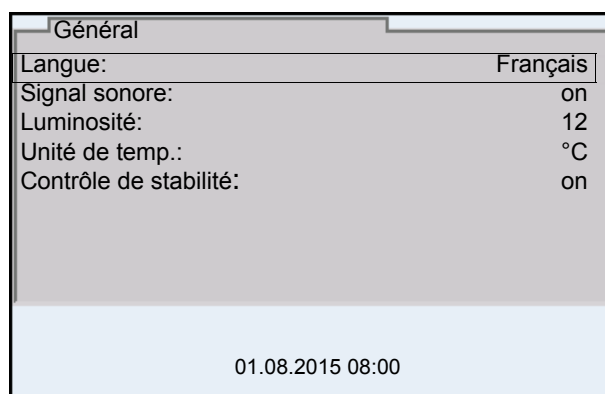 Général
Langue: Français
Signal sonore: on
Luminosité: 12
Unité de temp.: °C
Contrôle de stabilité: on
01.08.2015 08:00